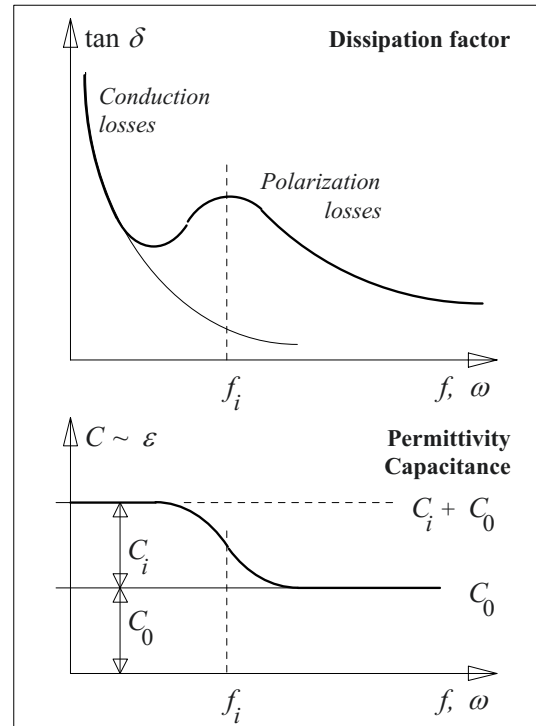 tan δ
Dissipation factor
Conduction
losses
Polarization
losses
f_i
f, ω
C ~ ε
Permittivity
Capacitance
C_i + C_0
C_i
C_0
C_0
f_i
f, ω